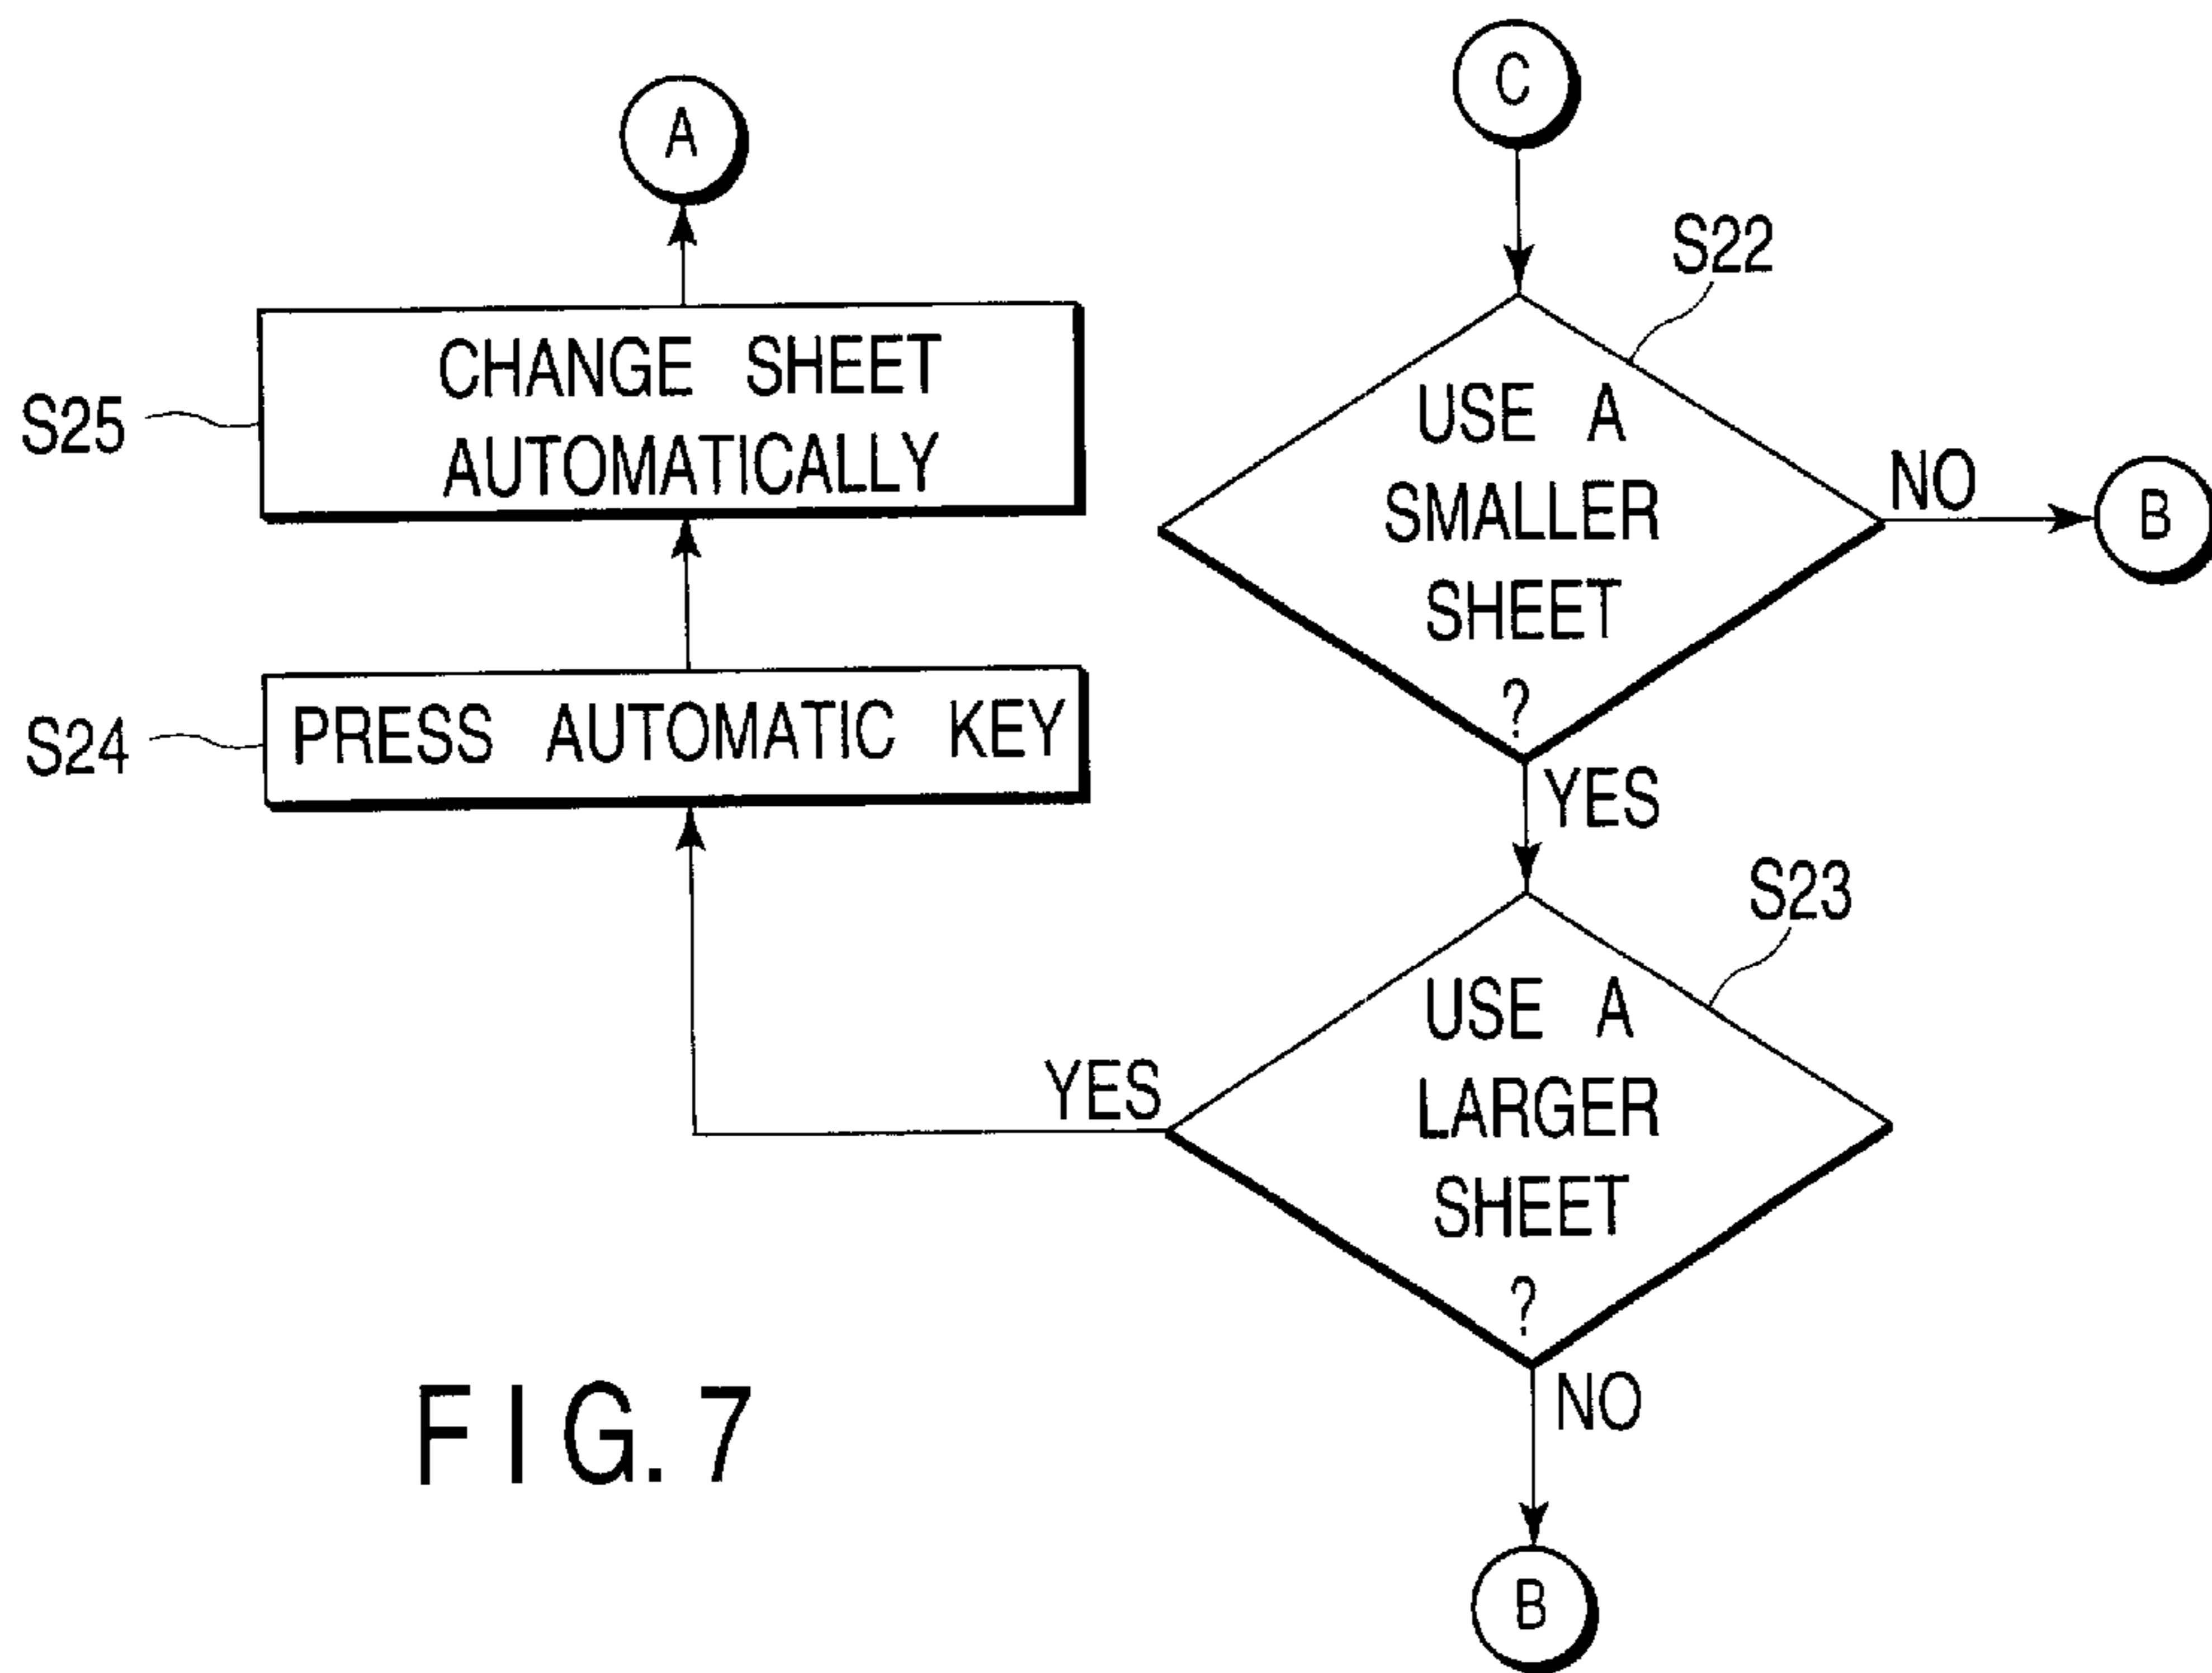 C
S22
USE A
SMALLER
SHEET
?
NO
B
YES
S23
USE A
LARGER
SHEET
?
YES
NO
B
S24
PRESS AUTOMATIC KEY
S25
CHANGE SHEET
AUTOMATICALLY
A
FIG. 7